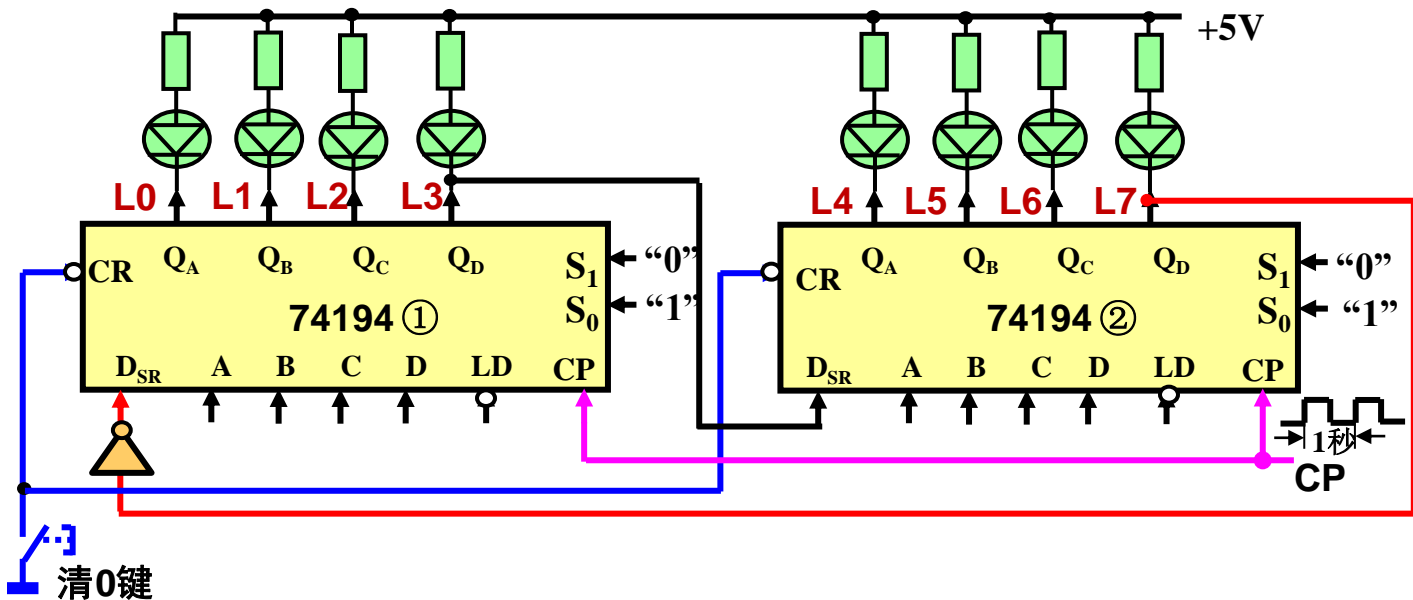 +5V
L0 L1 L2 L3 L4 L5 L6 L7
CR QA QB QC QD S1 “0”
74194 ① S0 “1”
DSR A B C D LD CP
CR QA QB QC QD S1 “0”
74194 ② S0 “1”
DSR A B C D LD CP
1秒
CP
清0键